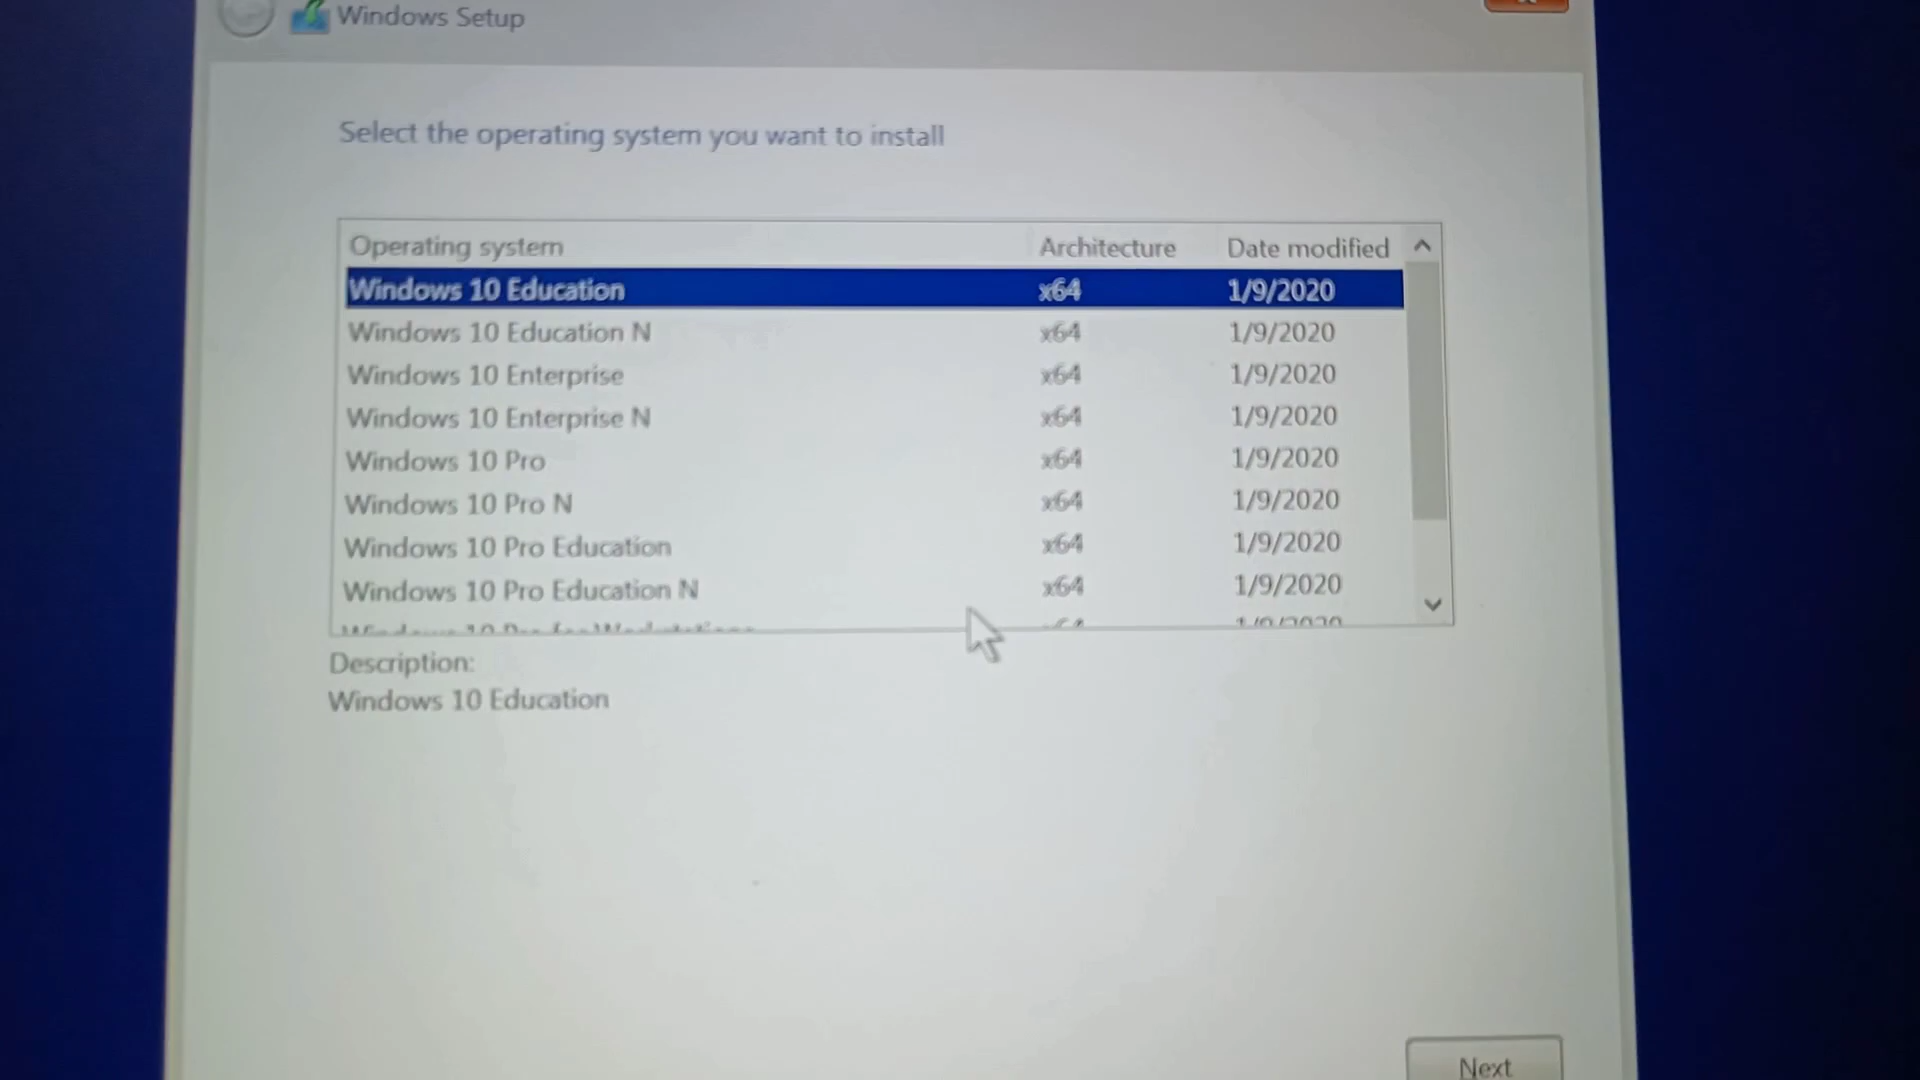 Windows Setup
Select the operating system you want to install
Operating system Architecture Date modified
Windows 10 Education x64 1/9/2020
Windows 10 Education N x64 1/9/2020
Windows 10 Enterprise x64 1/9/2020
Windows 10 Enterprise N x64 1/9/2020
Windows 10 Pro x64 1/9/2020
Windows 10 Pro N x64 1/9/2020
Windows 10 Pro Education x64 1/9/2020
Windows 10 Pro Education N x64 1/9/2020
Description:
Windows 10 Education
Next